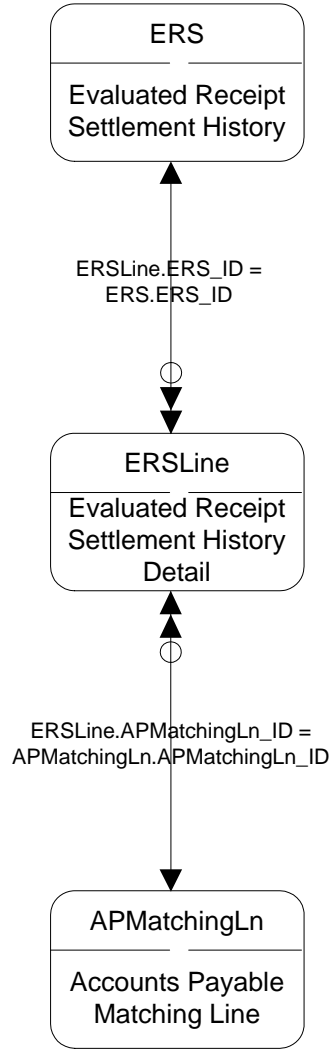 ERS
Evaluated Receipt
Settlement History
ERSLine.ERS_ID =
ERS.ERS_ID
ERSLine
Evaluated Receipt
Settlement History
Detail
ERSLine.APMatchingLn_ID =
APMatchingLn.APMatchingLn_ID
APMatchingLn
Accounts Payable
Matching Line